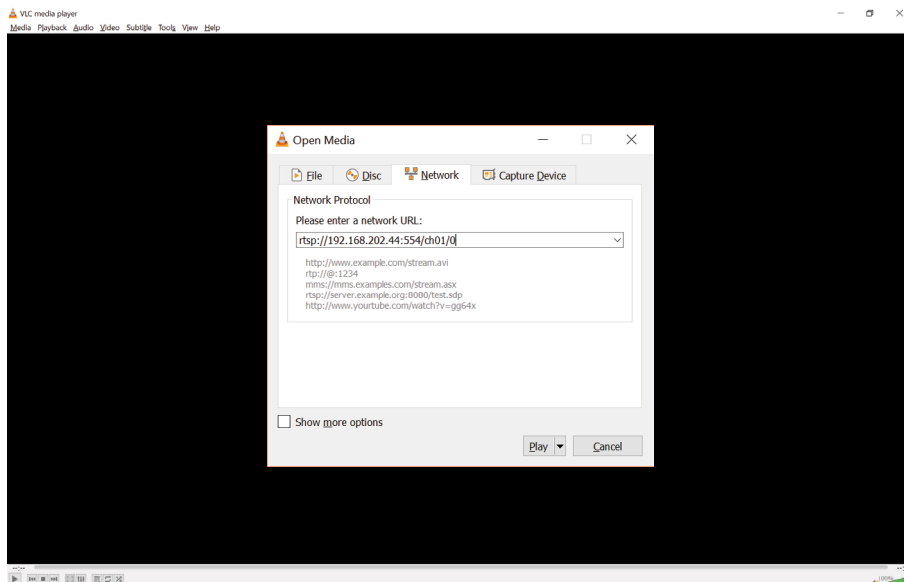 VLC media player
Media Playback Audio Video Subtitle Tools View Help
Open Media
File Disc Network Capture Device
Network Protocol
Please enter a network URL:
rtsp://192.168.202.44:554/ch01/0
http://www.example.com/stream.avi
rtp://@:1234
mms://mms.examples.com/stream.asx
rtsp://server.example.org:8080/test.sdp
http://www.yourtube.com/watch?v=gg64x
Show more options
Play Cancel
--:-- --:
100%